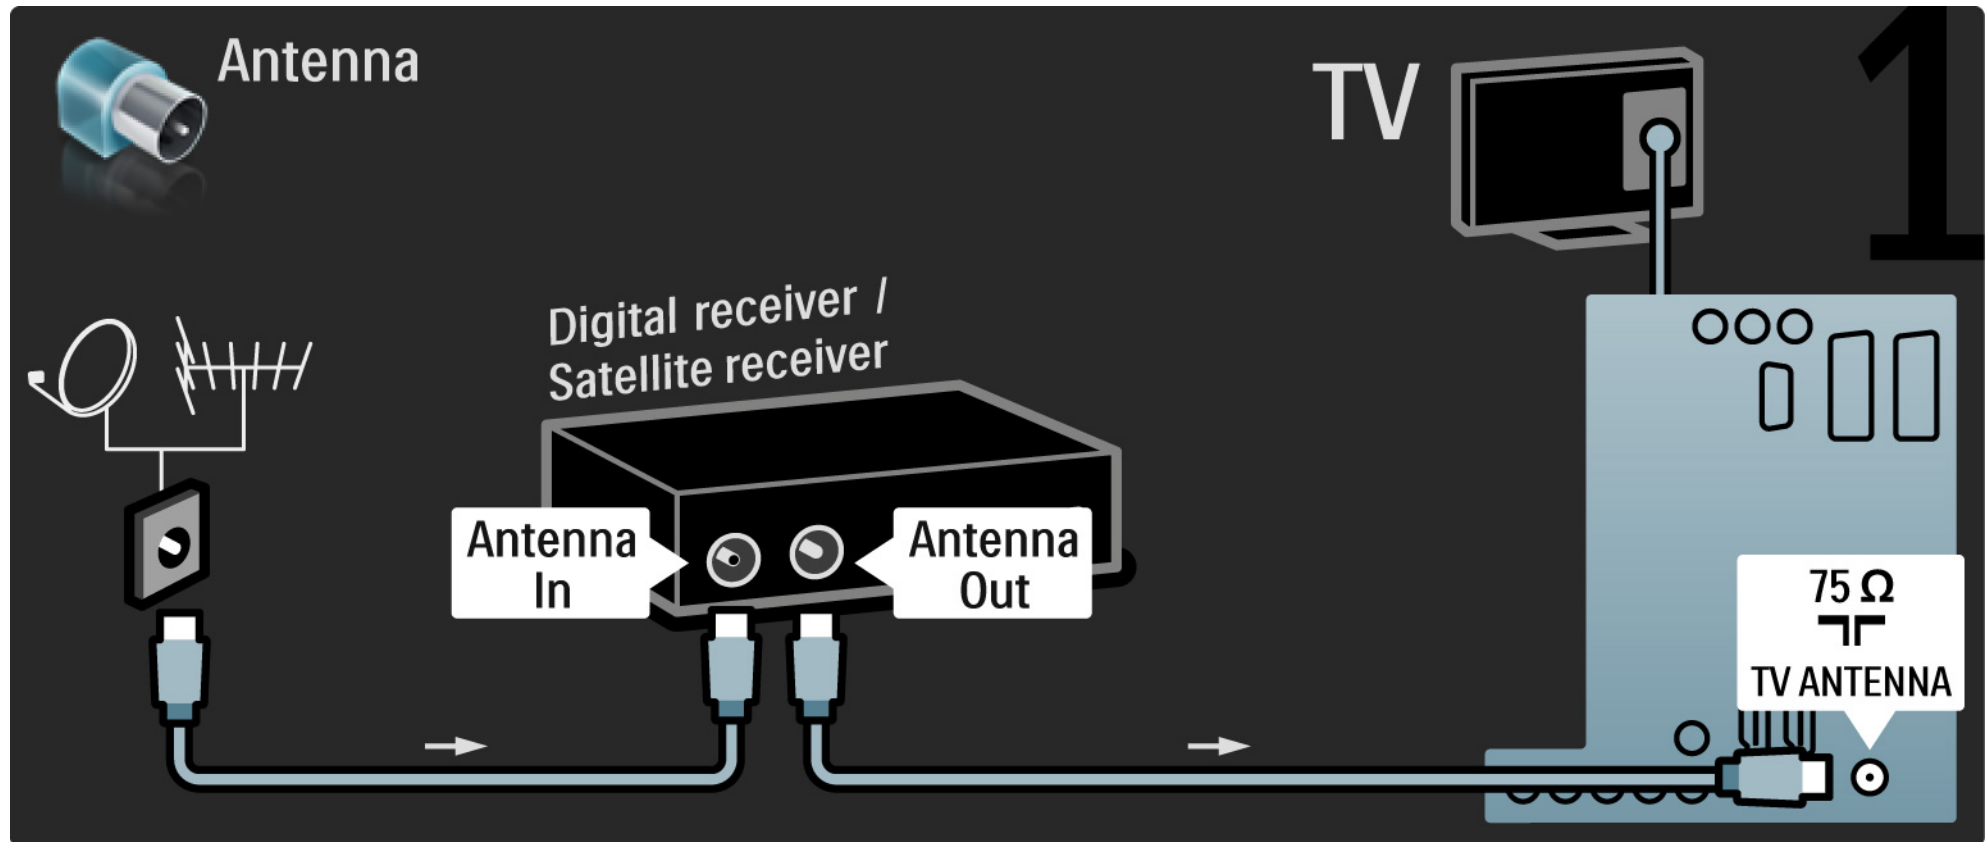 Antenna
TV
1
Digital receiver /
Satellite receiver
Antenna
In
Antenna
Out
75 Ω
TV ANTENNA